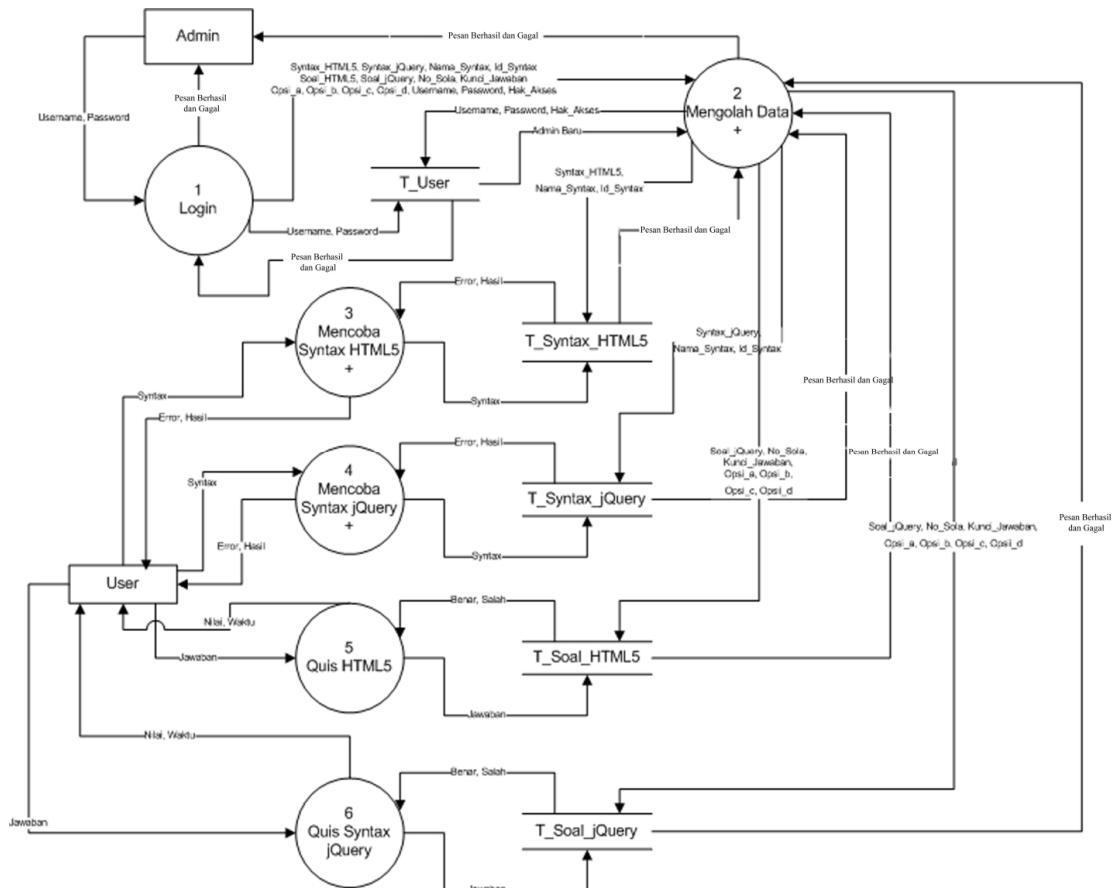 Admin
Pesan Berhasil dan Gagal
Syntax_HTML5, Syntax_jQuery, Nama_Syntax, Id_Syntax
Soal_HTML5, Soal_jQuery, No_Sola, Kunci_Jawaban
Opsi_a, Opsi_b, Opsi_c, Opsi_d, Username, Password, Hak_Akses
Pesan Berhasil
dan Gagal
Username, Password
2
Mengolah Data
+
Username, Password, Hak_Akses
Admin Baru
T_User
1
Login
Syntax_HTML5,
Nama_Syntax, Id_Syntax
Username, Password
Pesan Berhasil
dan Gagal
Pesan Berhasil dan Gagal
Error, Hasil
3
Mencoba
Syntax HTML5
+
T_Syntax_HTML5
Syntax_jQuery,
Nama_Syntax, Id_Syntax
Pesan Berhasil dan Gagal
Syntax
Syntax
Error, Hasil
Error, Hasil
Soal_jQuery, No_Sola,
Kunci_Jawaban,
Opsi_a, Opsi_b,
Opsi_c, Opsil_d
Pesan Berhasil dan Gagal
4
Mencoba
Syntax jQuery
+
Syntax
T_Syntax_jQuery
Pesan Berhasil
dan Gagal
Soal_jQuery, No_Sola, Kunci_Jawaban,
Opsi_a, Opsi_b, Opsi_c, Opsil_d
Error, Hasil
Syntax
User
Benar, Salah
Nilai, Waktu
5
Quis HTML5
T_Soal_HTML5
Jawaban
Jawaban
Nilai, Waktu
Benar, Salah
6
Quis Syntax
jQuery
T_Soal_jQuery
Jawaban
Jawaban